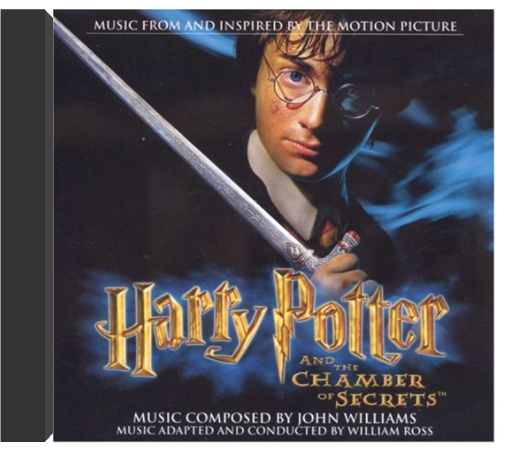 MUSIC FROM AND INSPIRED BY THE MOTION PICTURE
Harry Potter
AND THE
CHAMBER
OF SECRETS™
MUSIC COMPOSED BY JOHN WILLIAMS
MUSIC ADAPTED AND CONDUCTED BY WILLIAM ROSS